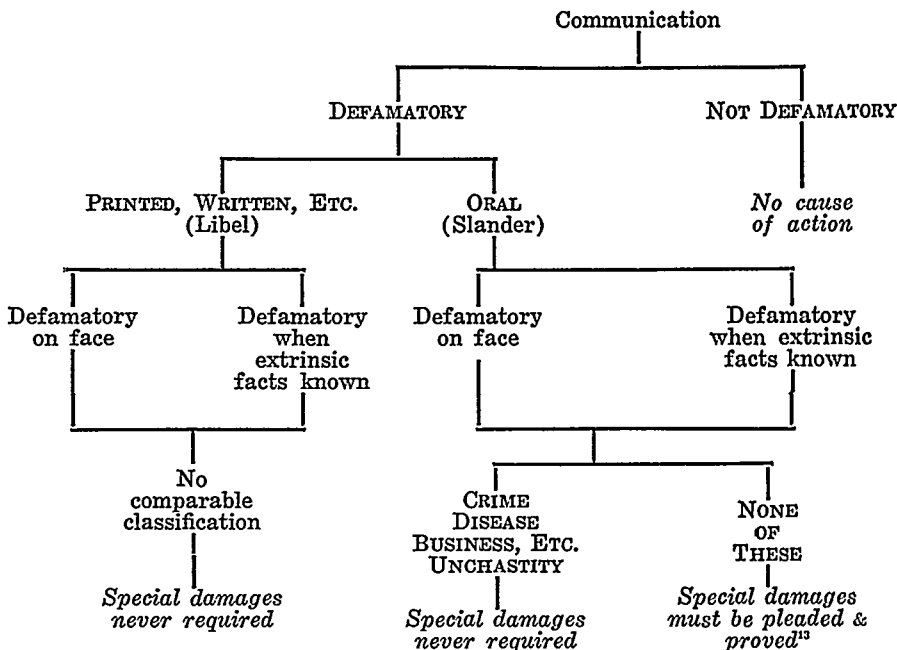 Communication
DEFAMATORY
NOT DEFAMATORY
PRINTED, WRITTEN, ETC.
(Libel)
ORAL
(Slander)
No cause
of action
Defamatory
on face
Defamatory
when
extrinsic
facts known
Defamatory
on face
Defamatory
when extrinsic
facts known
No
comparable
classification
CRIME
DISEASE
BUSINESS, ETC.
UNCHASTITY
NONE
OF
THESE
Special damages
never required
Special damages
never required
Special damages
must be pleaded &
proved¹³